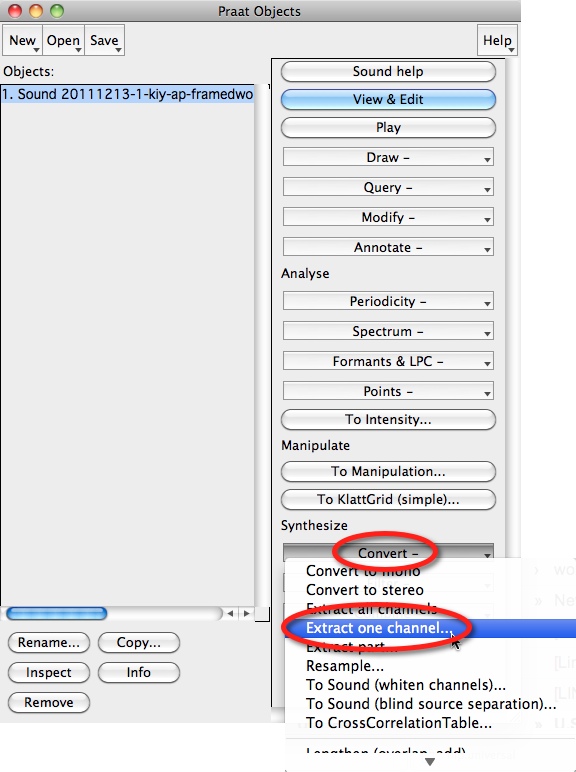 Praat Objects
New Open Save Help
Objects:
1. Sound 20111213-1-kiy-ap-framedwo
Sound help
View & Edit
Play
Draw –
Query –
Modify –
Annotate –
Analyse
Periodicity –
Spectrum –
Formants & LPC –
Points –
To Intensity...
Manipulate
To Manipulation...
To KlattGrid (simple)...
Synthesize
Convert –
Convert to mono
Convert to stereo
Extract all channels
Extract one channel...
Extract part...
Resample...
To Sound (whiten channels)...
To Sound (blind source separation)...
To CrossCorrelationTable...
Lengthen (overlap-add)...
Rename... Copy...
Inspect Info
Remove